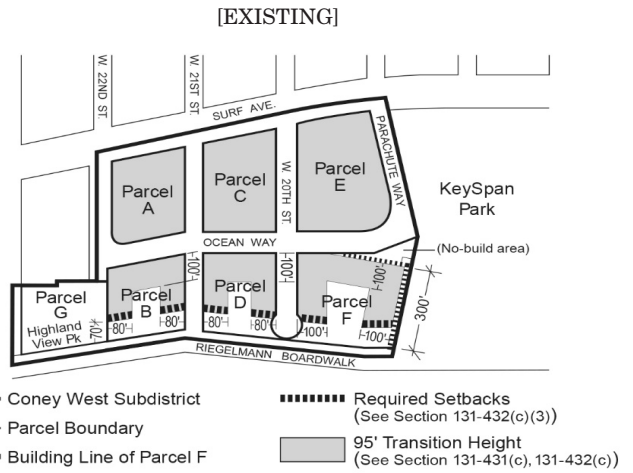 [EXISTING]
W. 22ND ST.
W. 21ST ST.
SURF AVE.
PARACHUTE WAY
Parcel
A
Parcel
C
W. 20TH ST.
Parcel
E
KeySpan
Park
OCEAN WAY
(No-build area)
100'
100'
100'
300'
Parcel
G
Highland
View Pk
70'
80'
Parcel
B
80'
80'
Parcel
D
80'
100'
Parcel
F
100'
RIEGELMANN BOARDWALK
Coney West Subdistrict
Parcel Boundary
Building Line of Parcel F
Required Setbacks
(See Section 131-432(c)(3))
95' Transition Height
(See Section 131-431(c), 131-432(c))